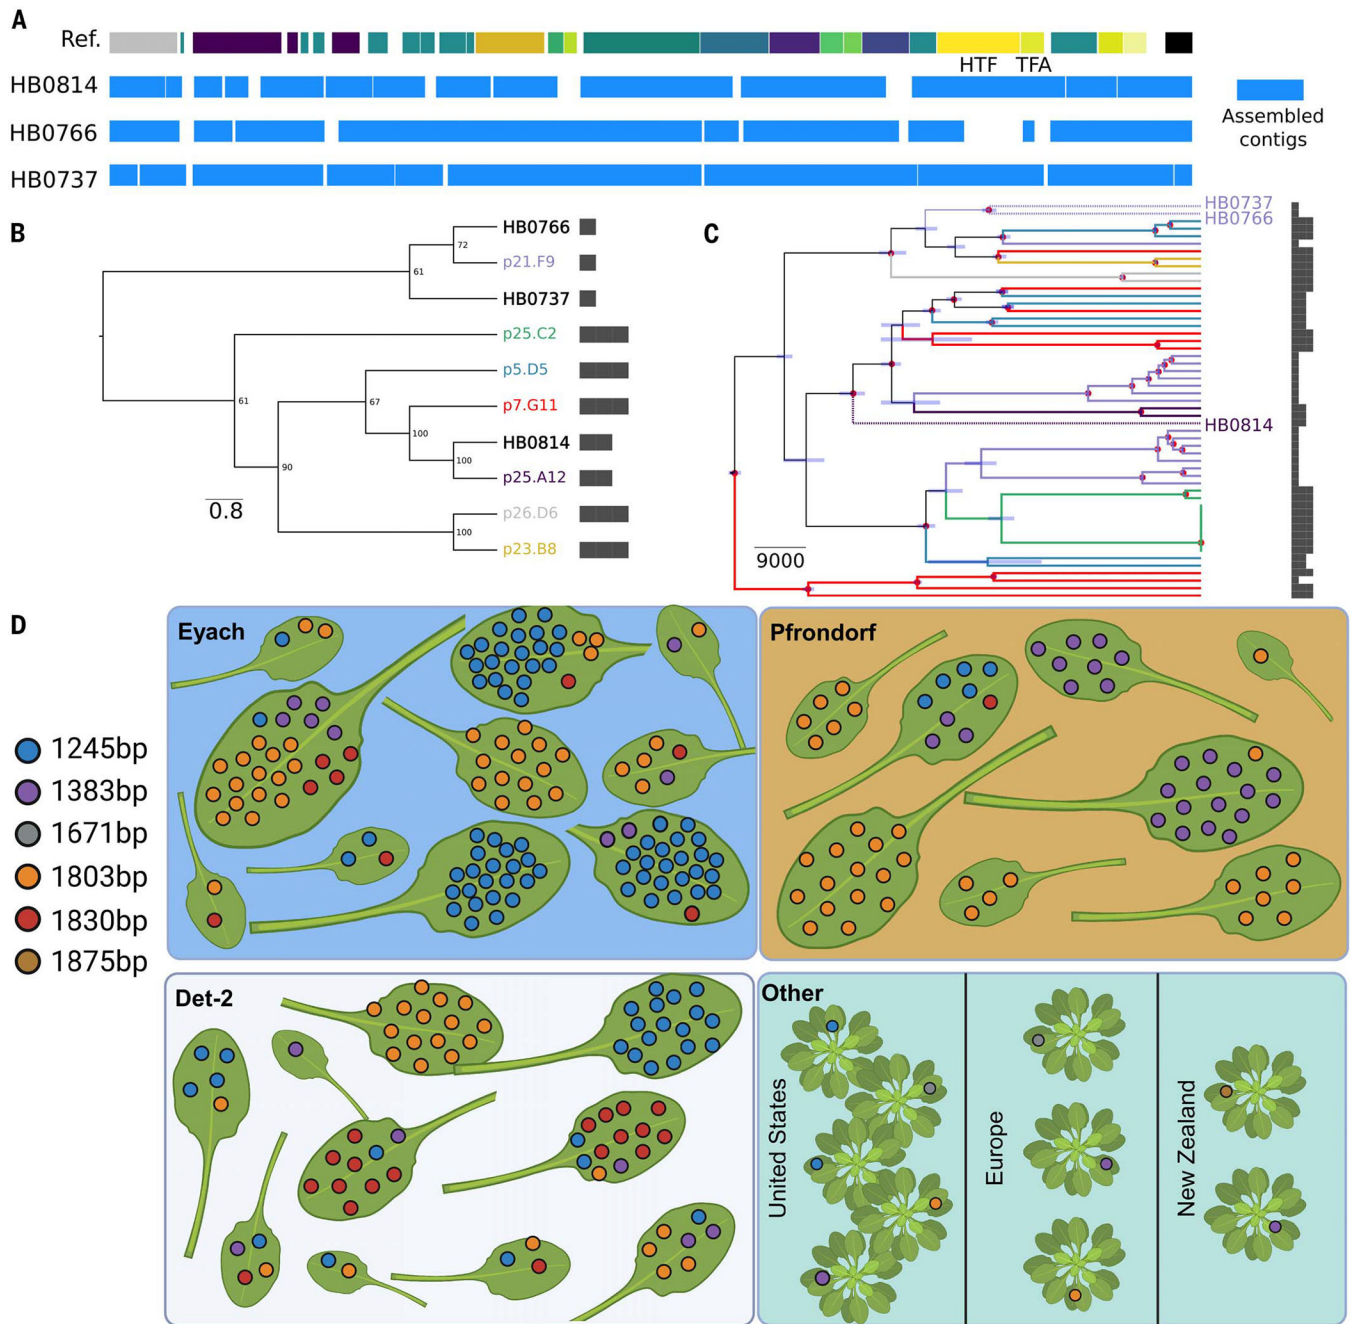 A
Ref.
HTF TFA
HB0814
HB0766
HB0737
Assembled
contigs
B
HB0766
72
p21.F9
61
HB0737
p25.C2
p5.D5
61
67
p7.G11
100
HB0814
90
100
p25.A12
0.8
p26.D6
100
p23.B8
C
HB0737
HB0766
HB0814
9000
D
1245bp
1383bp
1671bp
1803bp
1830bp
1875bp
Eyach
Pfrondorf
Det-2
Other
United States
Europe
New Zealand